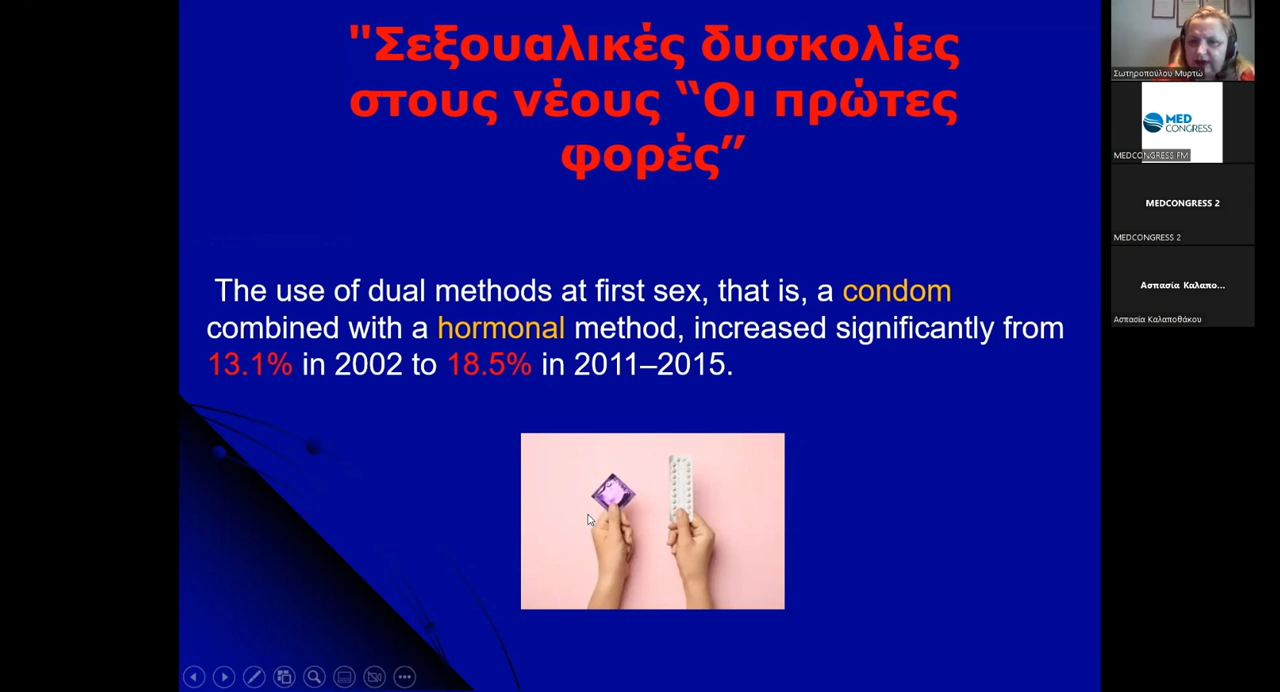 "Σεξουαλικές δυσκολίες
στους νέους “Οι πρώτες
φορές”
The use of dual methods at first sex, that is, a condom
combined with a hormonal method, increased significantly from
13.1% in 2002 to 18.5% in 2011–2015.
Σωτηροπούλου Μυρτώ
MED
CONGRESS
MEDCONGRESS FM
MEDCONGRESS 2
MEDCONGRESS 2
Ασπασία Καλαπο...
Ασπασία Καλαποθάκου